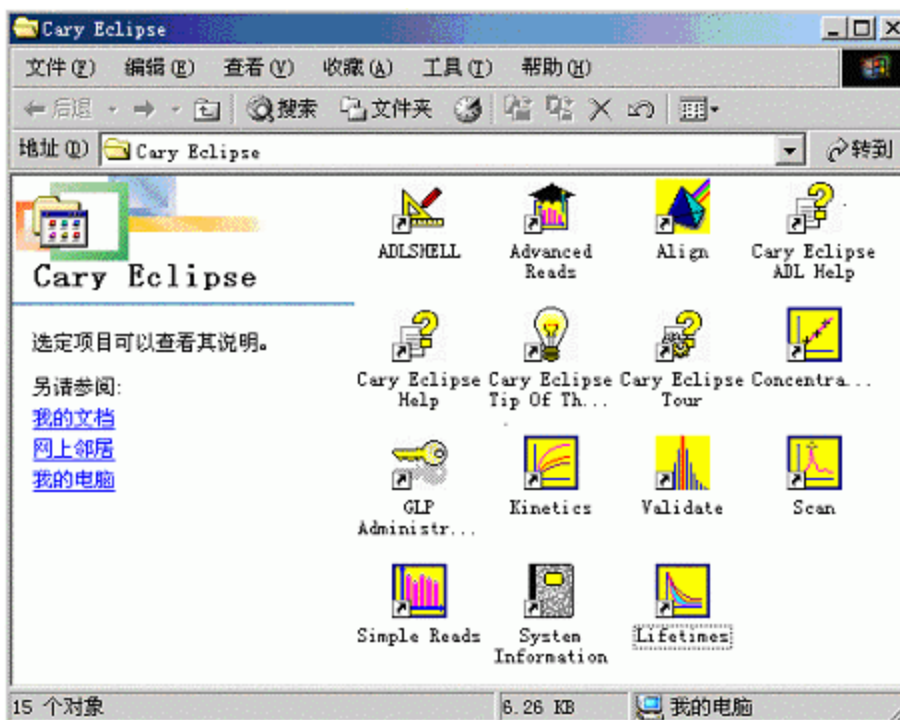 Cary Eclipse
文件(F) 编辑(E) 查看(V) 收藏(A) 工具(T) 帮助(H)
后退 搜索 文件夹
地址(D) Cary Eclipse 转到
Cary Eclipse
选定项目可以查看其说明。
另请参阅:
我的文档
网上邻居
我的电脑
ADLSHELL
Advanced
Reads
Align
Cary Eclipse
ADL Help
Cary Eclipse
Help
Cary Eclipse
Tip Of Th...
Cary Eclipse
Tour
Concentra...
GLP
Administr...
Kinetics
Validate
Scan
Simple Reads
System
Information
Lifetimes
15 个对象 6.26 KB 我的电脑